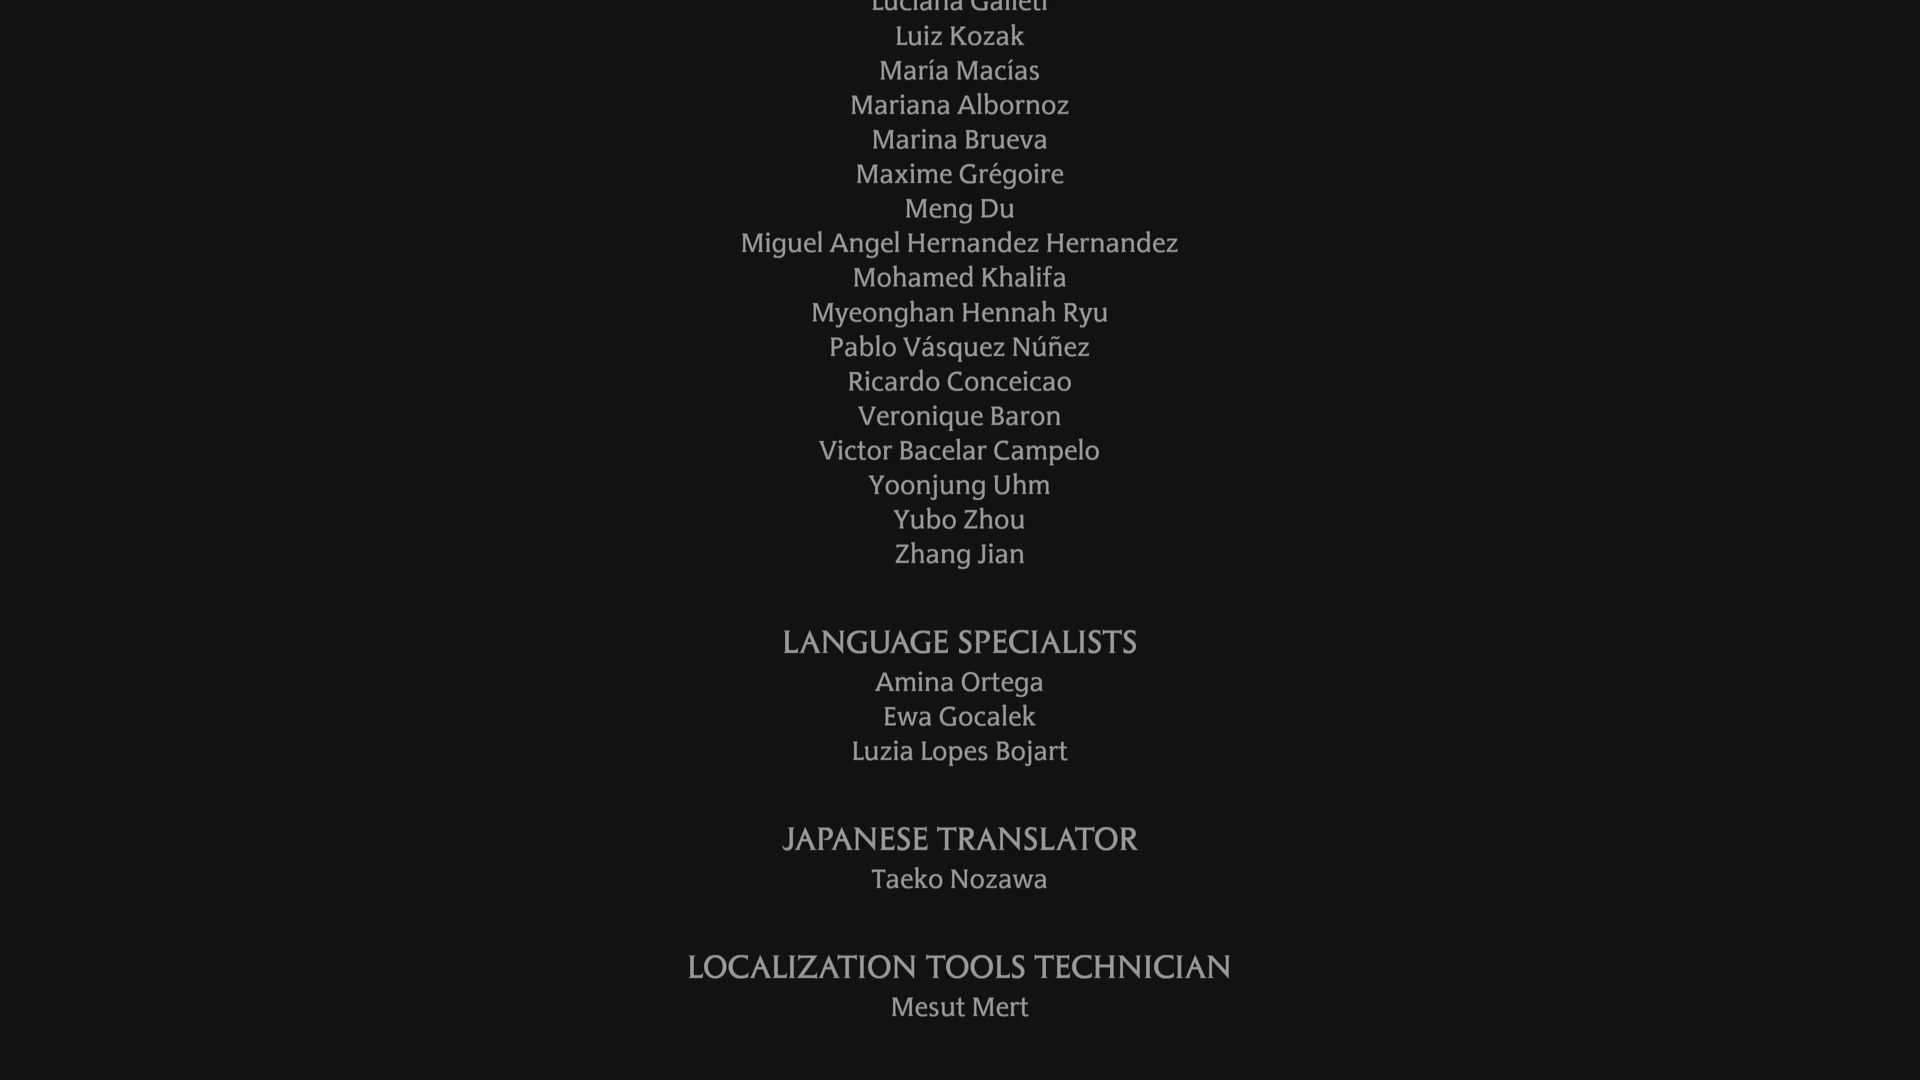 Luciana Galleti
Luiz Kozak
María Macías
Mariana Albornoz
Marina Brueva
Maxime Grégoire
Meng Du
Miguel Angel Hernandez Hernandez
Mohamed Khalifa
Myeonghan Hennah Ryu
Pablo Vásquez Núñez
Ricardo Conceicao
Veronique Baron
Victor Bacelar Campelo
Yoonjung Uhm
Yubo Zhou
Zhang Jian
LANGUAGE SPECIALISTS
Amina Ortega
Ewa Gocalek
Luzia Lopes Bojart
JAPANESE TRANSLATOR
Taeko Nozawa
LOCALIZATION TOOLS TECHNICIAN
Mesut Mert